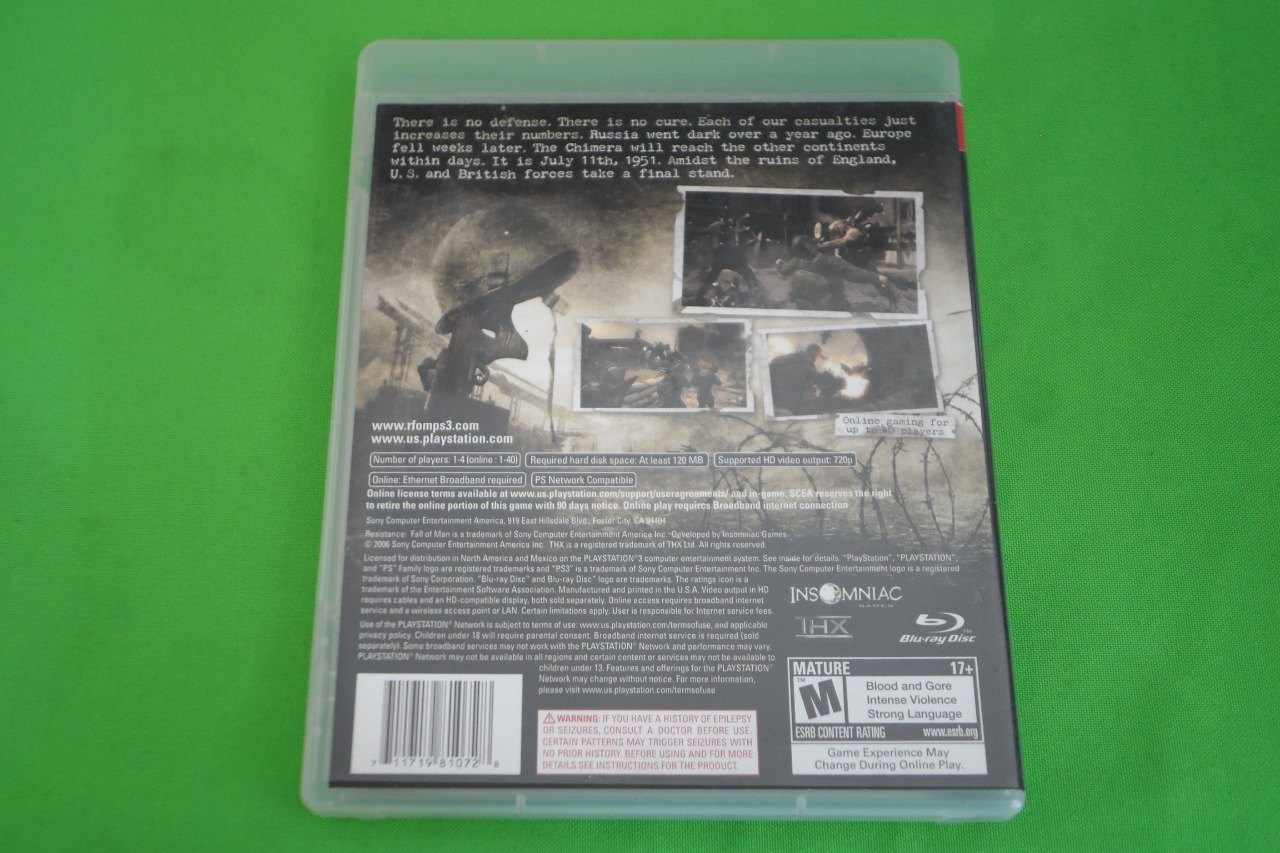 There is no defense. There is no cure. Each of our casualties just
increases their numbers. Russia went dark over a year ago. Europe
fell weeks later. The Chimera will reach the other continents
within days. It is July 11th, 1951. Amidst the ruins of England,
U.S. and British forces take a final stand.
Online gaming for
up to 40 players
www.rfomps3.com
www.us.playstation.com
Number of players: 1-4 (online : 1-40) Required hard disk space: At least 120 MB Supported HD video output: 720p
Online: Ethernet Broadband required PS Network Compatible
Online license terms available at www.us.playstation.com/support/useragreements/ and in-game. SCEA reserves the right
to retire the online portion of this game with 90 days notice. Online play requires Broadband internet connection
Sony Computer Entertainment America, 919 East Hillsdale Blvd., Foster City, CA 94404
Resistance: Fall of Man is a trademark of Sony Computer Entertainment America Inc. Developed by Insomniac Games.
© 2006 Sony Computer Entertainment America Inc. THX is a registered trademark of THX Ltd. All rights reserved.
Licensed for distribution in North America and Mexico on the PLAYSTATION®3 computer entertainment system. See inside for details. "PlayStation", "PLAYSTATION",
and "PS" Family logo are registered trademarks and "PS3" is a trademark of Sony Computer Entertainment Inc. The Sony Computer Entertainment logo is a registered
trademark of Sony Corporation. "Blu-ray Disc" and Blu-ray Disc" logo are trademarks. The ratings icon is a
trademark of the Entertainment Software Association. Manufactured and printed in the U.S.A. Video output in HD
requires cables and an HD-compatible display, both sold separately. Online access requires broadband internet
service and a wireless access point or LAN. Certain limitations apply. User is responsible for Internet service fees.
Use of the PLAYSTATION® Network is subject to terms of use: www.us.playstation.com/termsofuse, and applicable
privacy policy. Children under 18 will require parental consent. Broadband internet service is required (sold
separately). Some broadband services may not work with the PLAYSTATION® Network and performance may vary.
PLAYSTATION® Network may not be available in all regions and certain content or services may not be available to
children under 13. Features and offerings for the PLAYSTATION®
Network may change without notice. For more information,
please visit www.us.playstation.com/termsofuse
INSOMNIAC
GAMES
THX
Blu-ray Disc™
7 11719 81072 8
WARNING: IF YOU HAVE A HISTORY OF EPILEPSY
OR SEIZURES, CONSULT A DOCTOR BEFORE USE.
CERTAIN PATTERNS MAY TRIGGER SEIZURES WITH
NO PRIOR HISTORY. BEFORE USING AND FOR MORE
DETAILS SEE INSTRUCTIONS FOR THE PRODUCT.
MATURE 17+
M™
Blood and Gore
Intense Violence
Strong Language
ESRB CONTENT RATING www.esrb.org
Game Experience May
Change During Online Play.